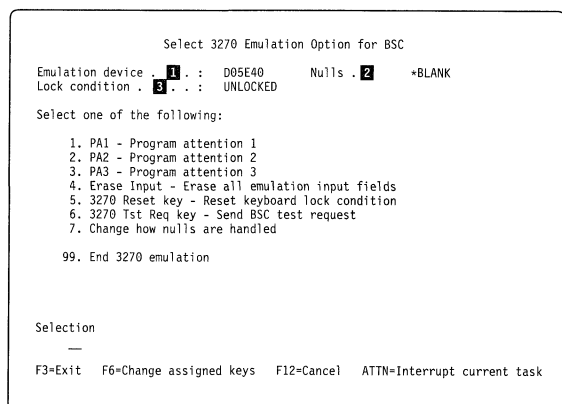 Select 3270 Emulation Option for BSC
Emulation device . 1 . : D05E40 Nulls . 2 *BLANK
Lock condition . 3 . . : UNLOCKED
Select one of the following:
1. PA1 - Program attention 1
2. PA2 - Program attention 2
3. PA3 - Program attention 3
4. Erase Input - Erase all emulation input fields
5. 3270 Reset key - Reset keyboard lock condition
6. 3270 Tst Req key - Send BSC test request
7. Change how nulls are handled
99. End 3270 emulation
Selection
__
F3=Exit F6=Change assigned keys F12=Cancel ATTN=Interrupt current task